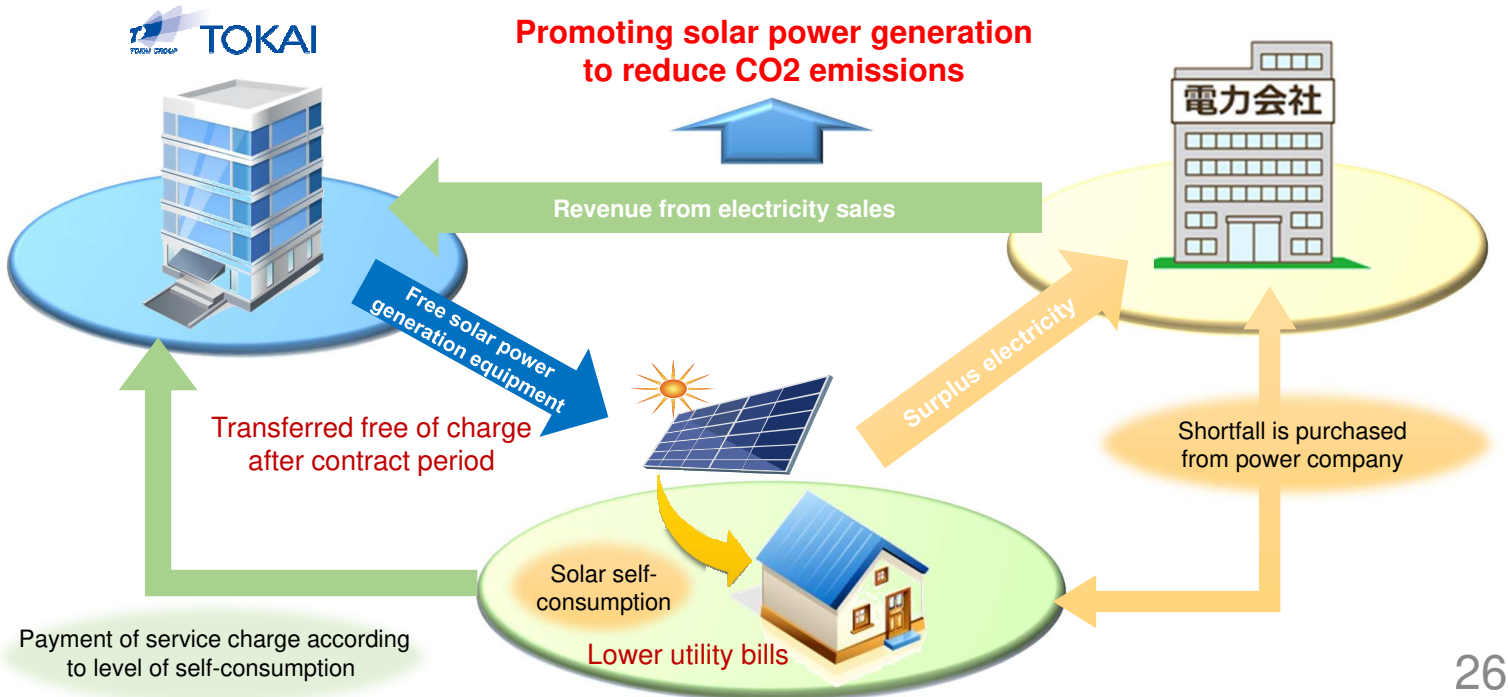 TOKAI GROUP
TOKAI
Promoting solar power generation
to reduce CO2 emissions
電力会社
Revenue from electricity sales
Free solar power
generation equipment
Surplus electricity
Transferred free of charge
after contract period
Shortfall is purchased
from power company
Solar self-
consumption
Lower utility bills
Payment of service charge according
to level of self-consumption
26